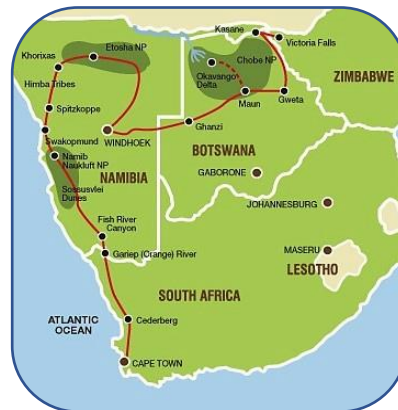 Kasane
Victoria Falls
Etosha NP
Khorixas
Chobe NP
Okavango
Delta
ZIMBABWE
Himba Tribes
Maun
Gweta
Spitzkoppe
Ghanzi
Swakopmund
WINDHOEK
BOTSWANA
Namib
Naukluft NP
NAMIBIA
GABORONE
Sossusvlei
Dunes
JOHANNESBURG
Fish River
Canyon
MASERU
Gariep (Orange) River
LESOTHO
SOUTH AFRICA
ATLANTIC
OCEAN
Cederberg
CAPE TOWN